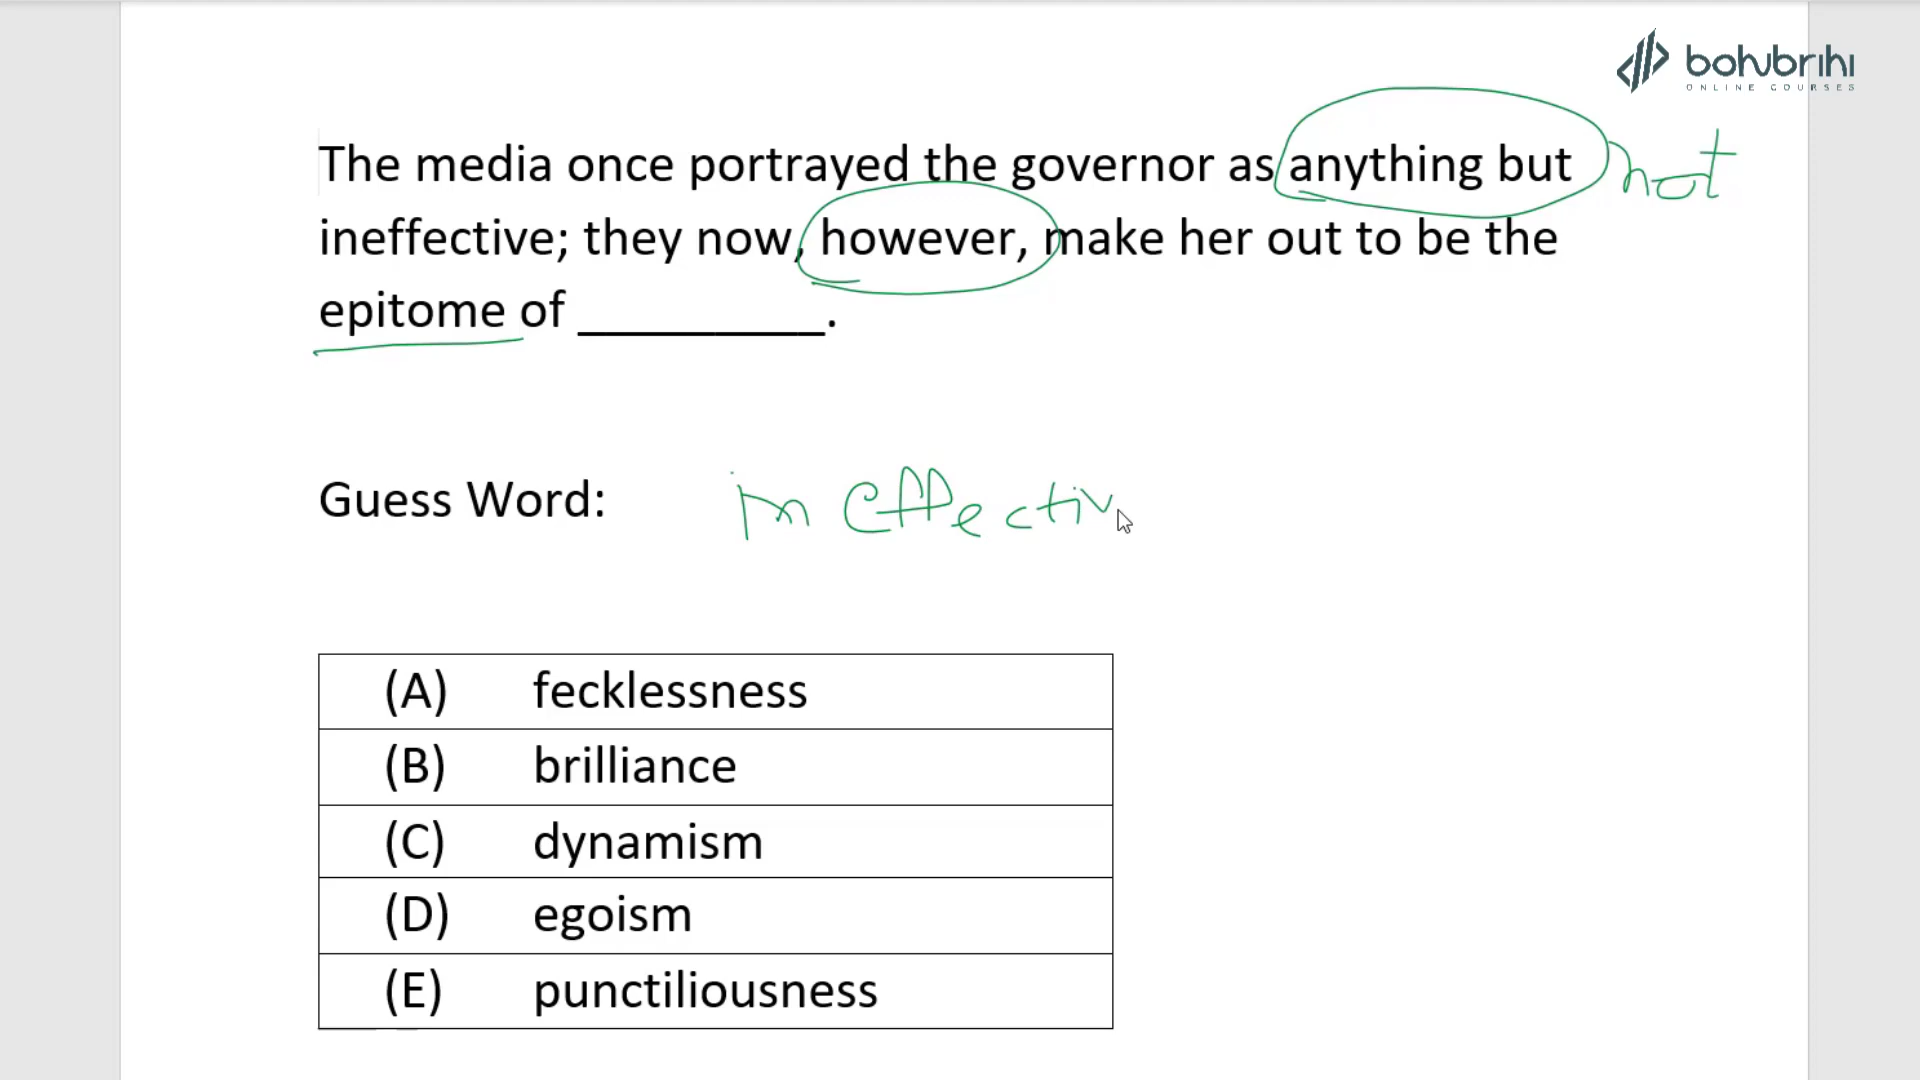 bohubrihi
ONLINE COURSES
The media once portrayed the governor as anything but not
ineffective; they now, however, make her out to be the
epitome of __________.
Guess Word: in effectiv
(A) fecklessness
(B) brilliance
(C) dynamism
(D) egoism
(E) punctiliousness